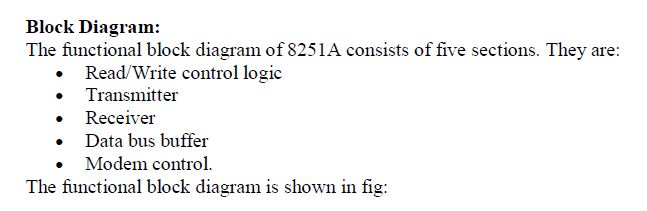 Block Diagram:
The functional block diagram of 8251A consists of five sections. They are:
• Read/Write control logic
• Transmitter
• Receiver
• Data bus buffer
• Modem control.
The functional block diagram is shown in fig: